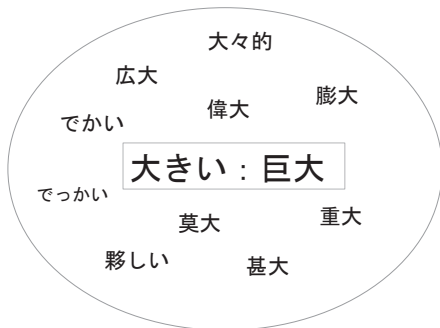 大々的
広大
膨大
偉大
でかい
大きい：巨大
でっかい
重大
莫大
夥しい
甚大